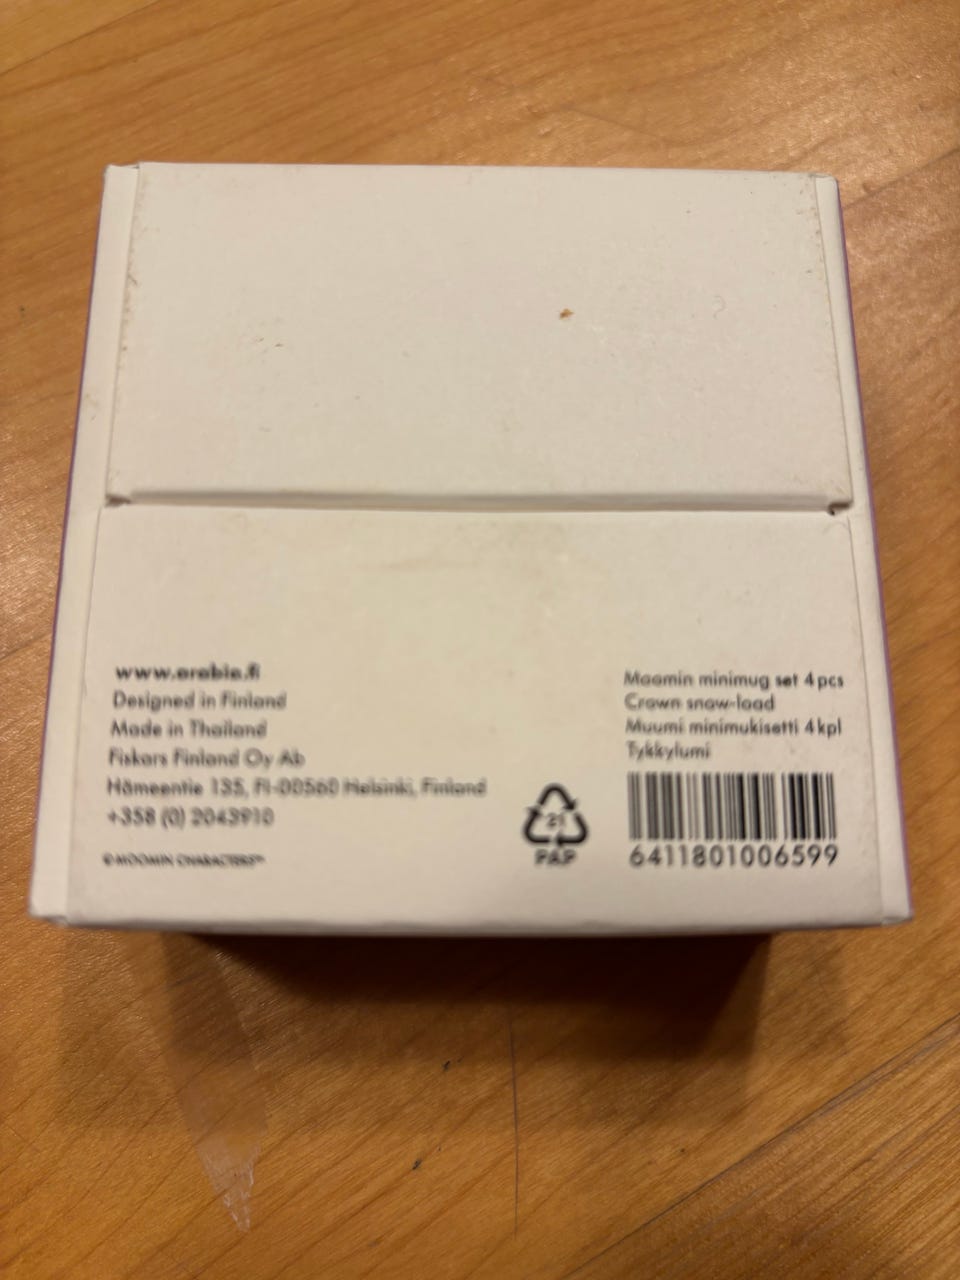 www.arabia.fi
Designed in Finland
Made in Thailand
Fiskars Finland Oy Ab
Hämeentie 135, FI-00560 Helsinki, Finland
+358 (0) 2043910
© MOOMIN CHARACTERS™
Moomin minimug set 4 pcs
Crown snow-load
Muumi minimukisetti 4 kpl
Tykkylumi
21
PAP
6411801006599